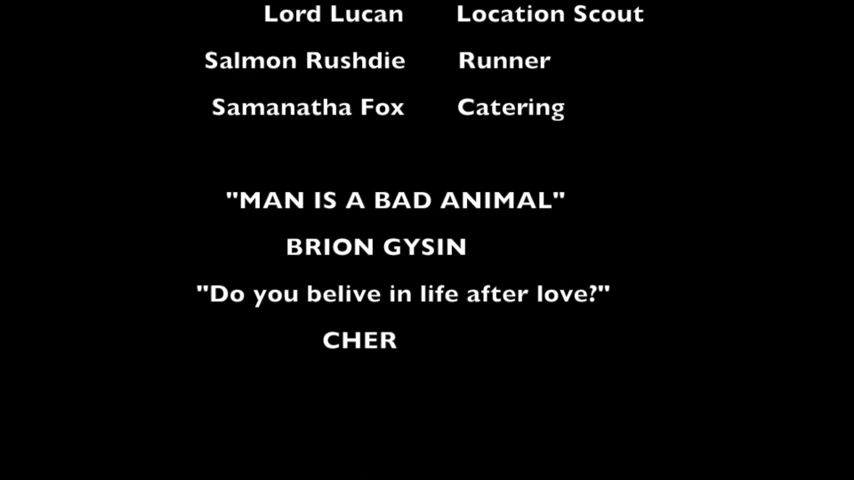 Lord Lucan Location Scout
Salmon Rushdie Runner
Samanatha Fox Catering
"MAN IS A BAD ANIMAL"
BRION GYSIN
"Do you belive in life after love?"
CHER